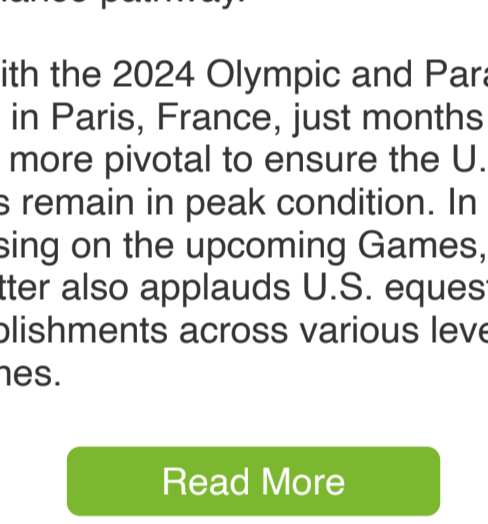 ith the 2024 Olympic and Para
in Paris, France, just months
more pivotal to ensure the U.
s remain in peak condition. In
sing on the upcoming Games,
tter also applauds U.S. eques
lishments across various leve
nes.
Read More